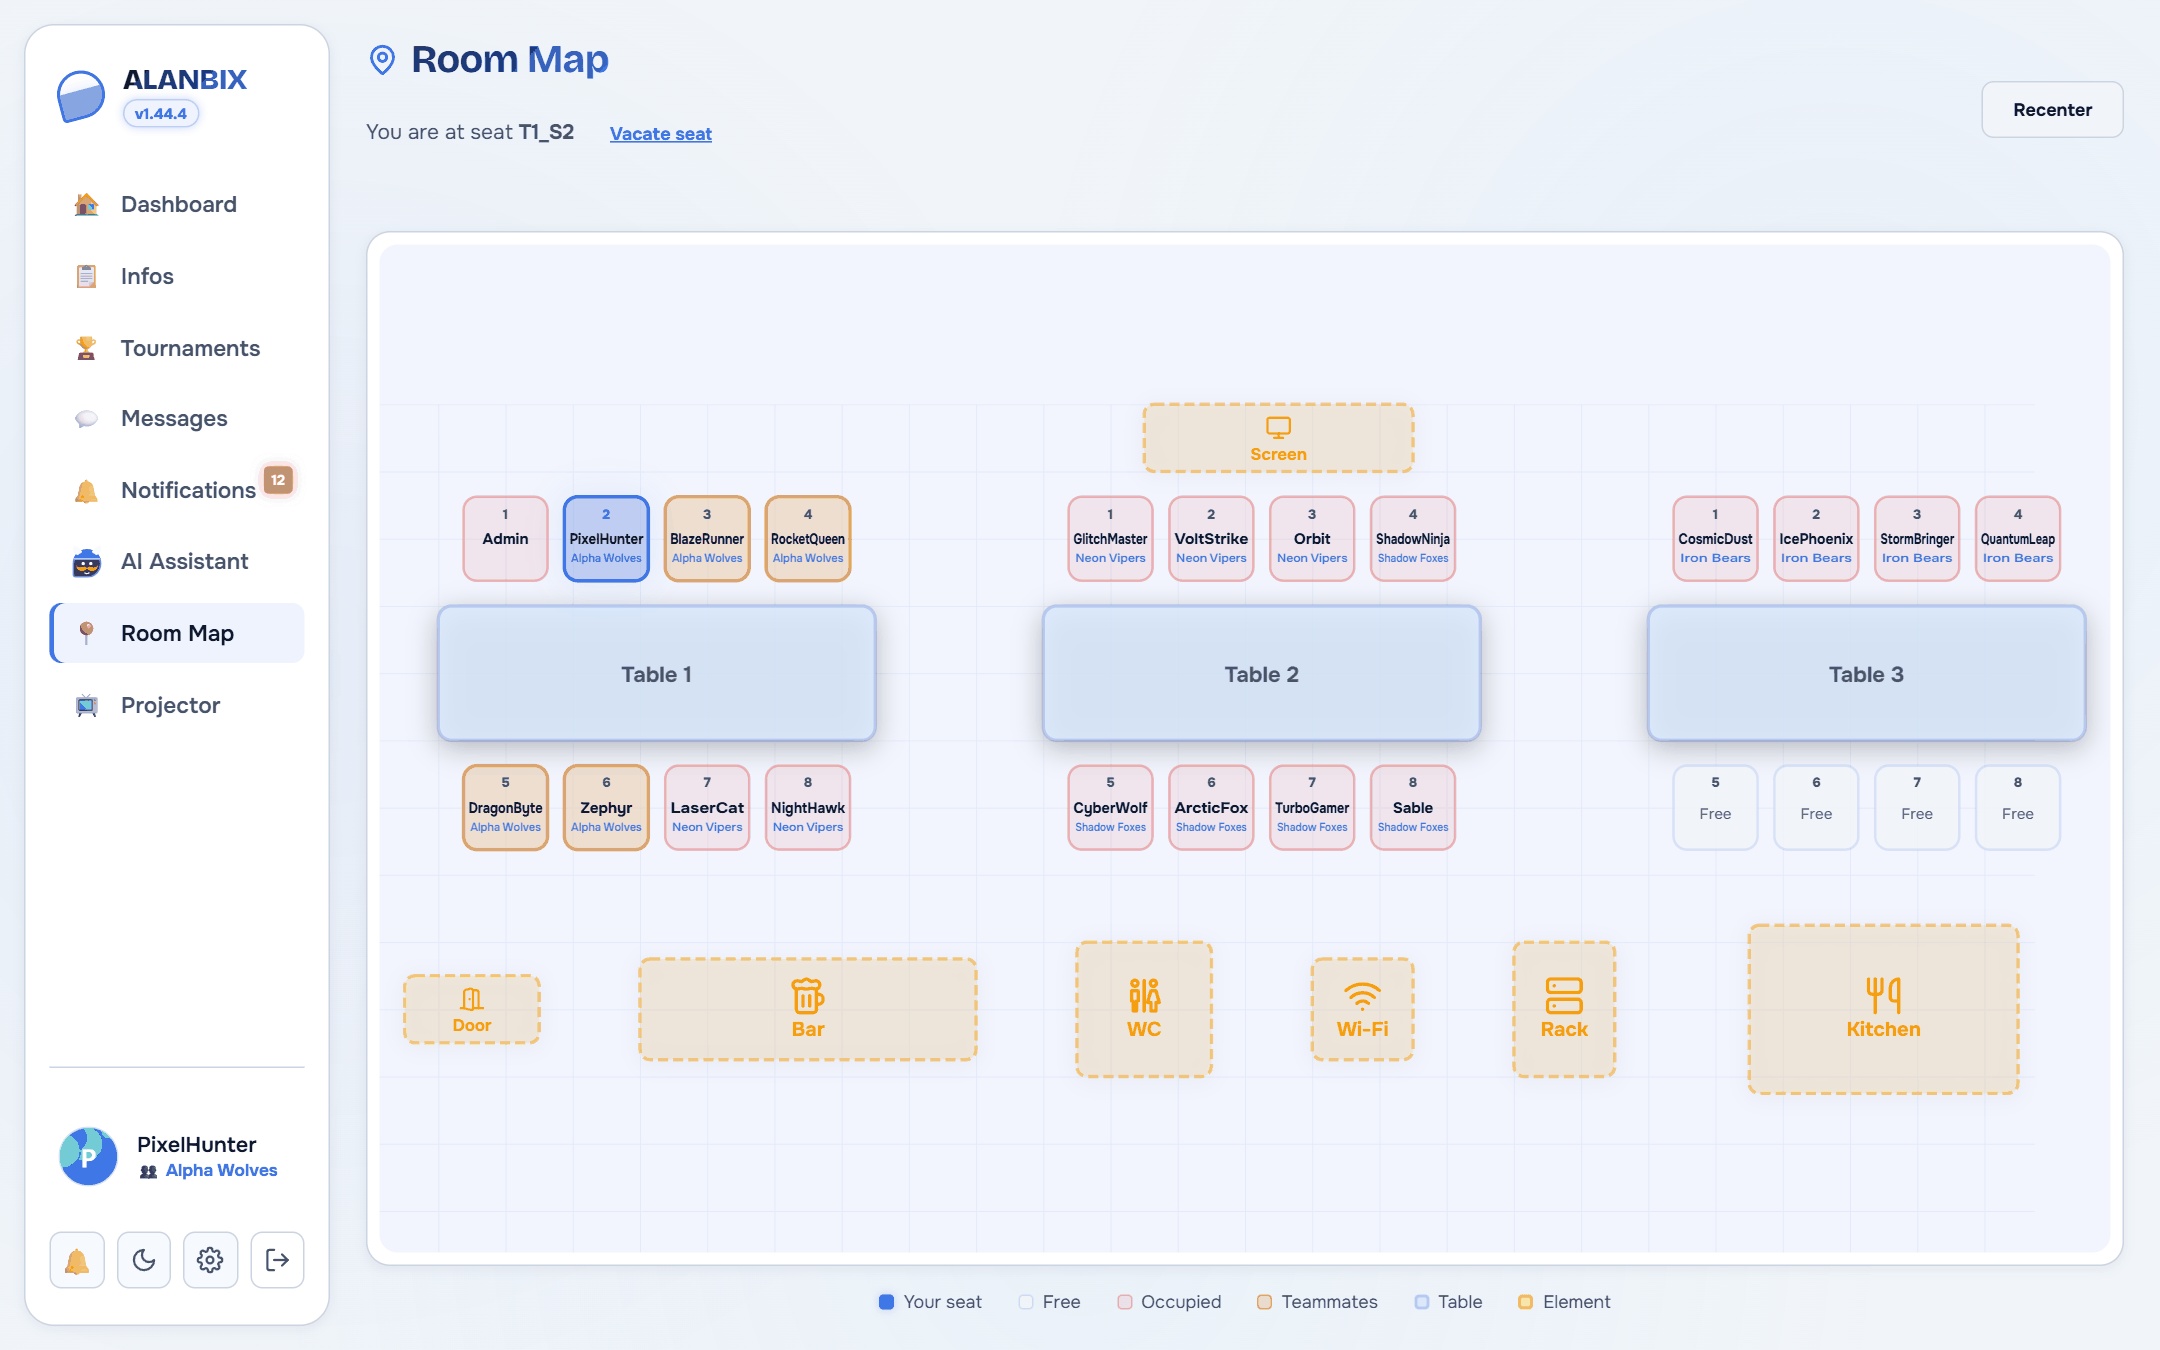 ALANBIX
v1.44.4
Dashboard
Infos
Tournaments
Messages
Notifications
12
AI Assistant
Room Map
Projector
P
PixelHunter
Alpha Wolves
Room Map
You are at seat T1_S2
Vacate seat
Recenter
Screen
1
Admin
2
PixelHunter
Alpha Wolves
3
BlazeRunner
Alpha Wolves
4
RocketQueen
Alpha Wolves
1
GlitchMaster
Neon Vipers
2
VoltStrike
Neon Vipers
3
Orbit
Neon Vipers
4
ShadowNinja
Shadow Foxes
1
CosmicDust
Iron Bears
2
IcePhoenix
Iron Bears
3
StormBringer
Iron Bears
4
QuantumLeap
Iron Bears
Table 1
Table 2
Table 3
5
DragonByte
Alpha Wolves
6
Zephyr
Alpha Wolves
7
LaserCat
Neon Vipers
8
NightHawk
Neon Vipers
5
CyberWolf
Shadow Foxes
6
ArcticFox
Shadow Foxes
7
TurboGamer
Shadow Foxes
8
Sable
Shadow Foxes
5
Free
6
Free
7
Free
8
Free
Door
Bar
WC
Wi-Fi
Rack
Kitchen
Your seat
Free
Occupied
Teammates
Table
Element